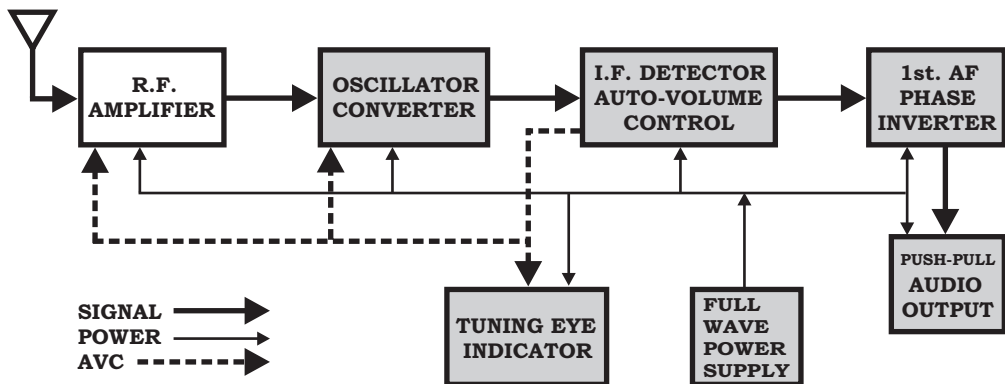 R.F.
AMPLIFIER
OSCILLATOR
CONVERTER
I.F. DETECTOR
AUTO-VOLUME
CONTROL
1st. AF
PHASE
INVERTER
PUSH-PULL
AUDIO
OUTPUT
TUNING EYE
INDICATOR
FULL
WAVE
POWER
SUPPLY
SIGNAL
POWER
AVC